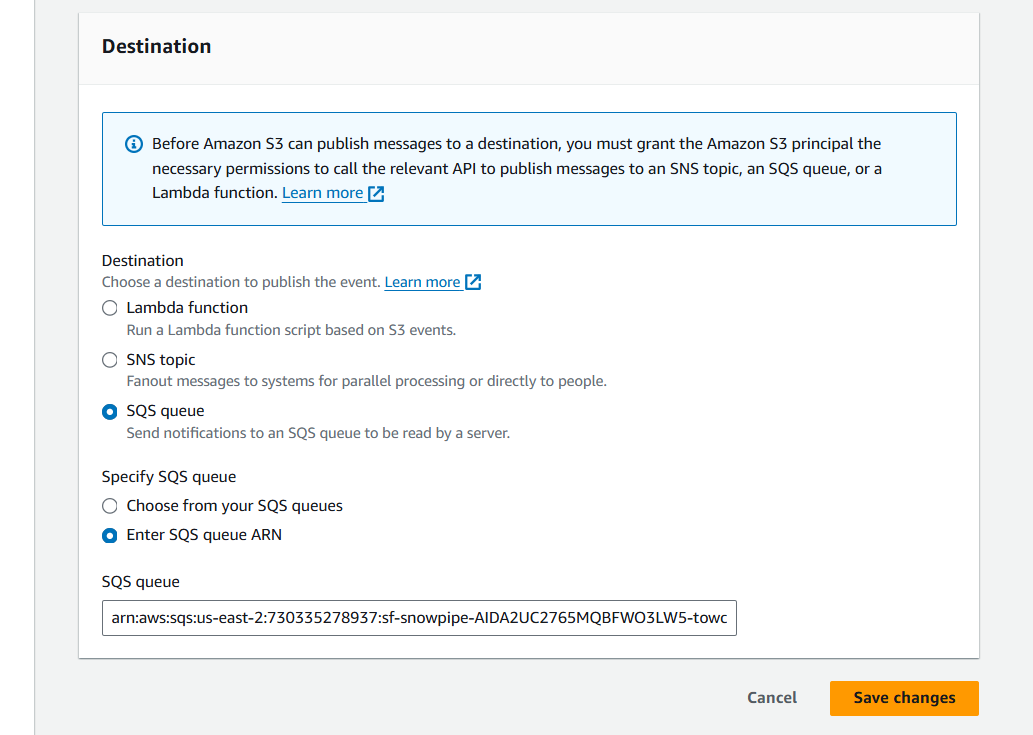 Destination
Before Amazon S3 can publish messages to a destination, you must grant the Amazon S3 principal the
necessary permissions to call the relevant API to publish messages to an SNS topic, an SQS queue, or a
Lambda function. Learn more
Destination
Choose a destination to publish the event. Learn more
Lambda function
Run a Lambda function script based on S3 events.
SNS topic
Fanout messages to systems for parallel processing or directly to people.
SQS queue
Send notifications to an SQS queue to be read by a server.
Specify SQS queue
Choose from your SQS queues
Enter SQS queue ARN
SQS queue
arn:aws:sqs:us-east-2:730335278937:sf-snowpipe-AIDA2UC2765MQBFWO3LW5-towc
Cancel
Save changes